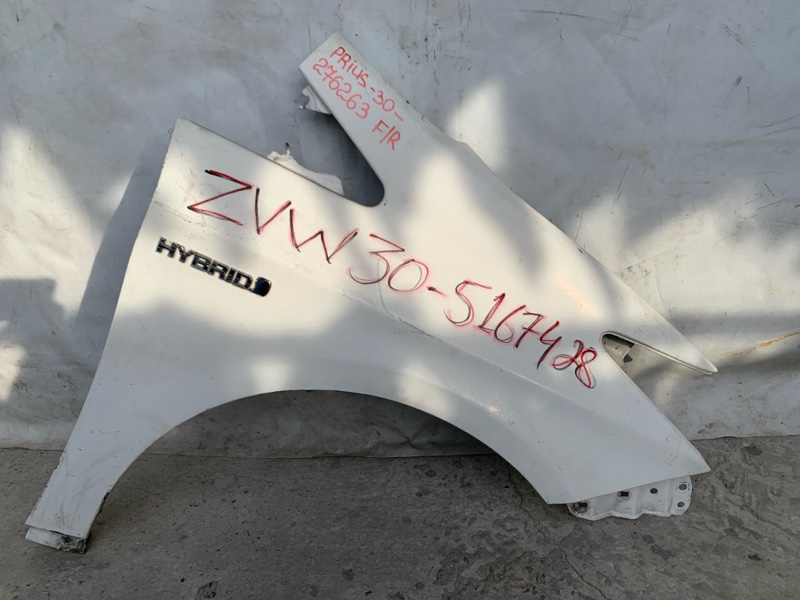 PRIUS-30-
276263 F/R
ZVW30-5167428
HYBRID